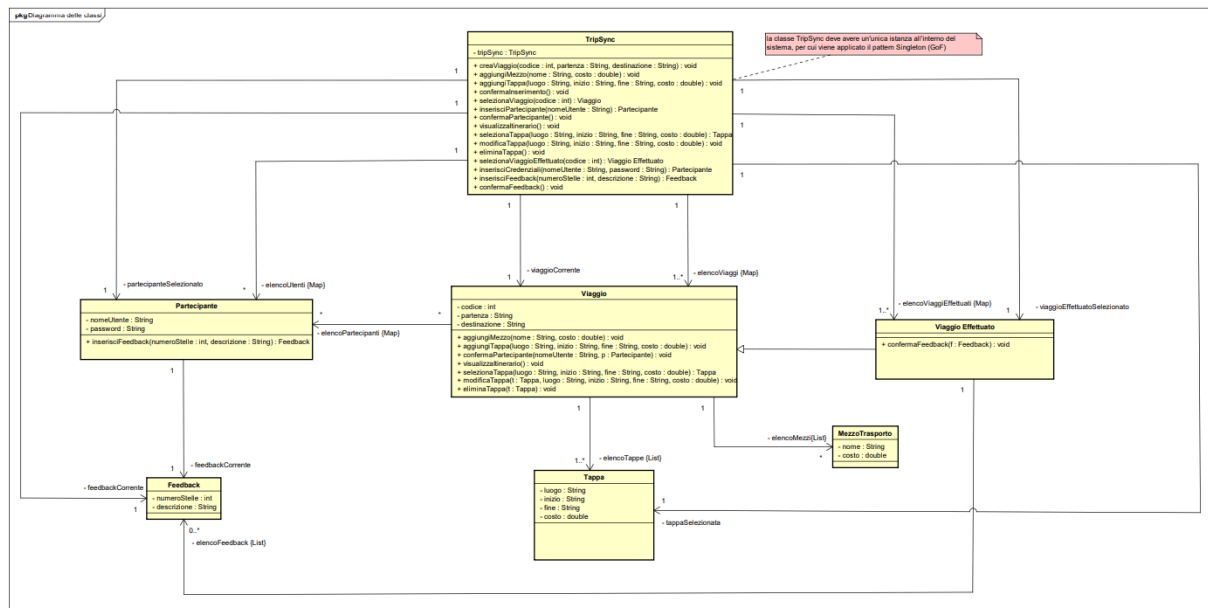 pkg Diagramma delle classi
TripSync
- tripSync : TripSync
+ creaViaggio(codice : int, partenza : String, destinazione : String) : void
+ aggiungiMezzo(nome : String, costo : double) : void
+ aggiungiTappa(luogo : String, inizio : String, fine : String, costo : double) : void
+ confermaInserimento() : void
+ selezionaViaggio(codice : int) : Viaggio
+ inserisciPartecipante(nomeUtente : String) : Partecipante
+ confermaPartecipante() : void
+ visualizzaItinerario() : void
+ selezionaTappa(luogo : String, inizio : String, fine : String, costo : double) : Tappa
+ modificaTappa(luogo : String, inizio : String, fine : String, costo : double) : void
+ eliminaTappa() : void
+ selezionaViaggioEffettuato(codice : int) : Viaggio Effettuato
+ inserisciCredenziali(nomeUtente : String, password : String) : Partecipante
+ inserisciFeedback(numeroStelle : int, descrizione : String) : Feedback
+ confermaFeedback() : void
la classe TripSync deve avere un'unica istanza all'interno del
sistema, per cui viene applicato il pattern Singleton (GoF)
1
1
1
1
1
1
1
1
- partecipanteSelezionato
1
- elencoUtenti {Map}
*
- viaggioCorrente
1
- elencoViaggi {Map}
1..*
- elencoViaggiEffettuati {Map}
1..*
- viaggioEffettuatoSelezionato
1
Partecipante
- nomeUtente : String
- password : String
+ inserisciFeedback(numeroStelle : int, descrizione : String) : Feedback
*
*
- elencoPartecipanti {Map}
Viaggio
- codice : int
- partenza : String
- destinazione : String
+ aggiungiMezzo(nome : String, costo : double) : void
+ aggiungiTappa(luogo : String, inizio : String, fine : String, costo : double) : void
+ confermaPartecipante(nomeUtente : String, p : Partecipante) : void
+ visualizzaItinerario() : void
+ selezionaTappa(luogo : String, inizio : String, fine : String, costo : double) : Tappa
+ modificaTappa(t : Tappa, luogo : String, inizio : String, fine : String, costo : double) : void
+ eliminaTappa(t : Tappa) : void
Viaggio Effettuato
+ confermaFeedback(f : Feedback) : void
1
1
1
1
- elencoMezzi{List}
*
MezzoTrasporto
- nome : String
- costo : double
- elencoTappe {List}
1..*
Tappa
- luogo : String
- inizio : String
- fine : String
- costo : double
1
- tappaSelezionata
- feedbackCorrente
1
- feedbackCorrente
1
Feedback
- numeroStelle : int
- descrizione : String
0..*
- elencoFeedback {List}